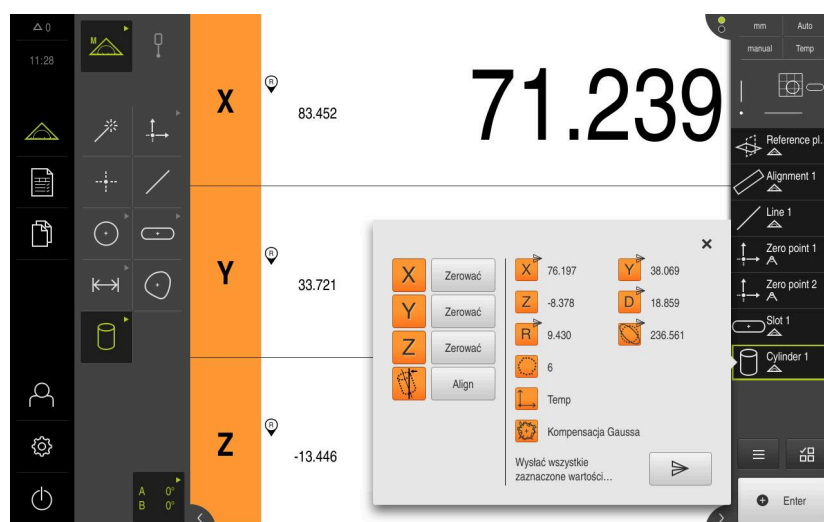 0
11:28
M
A 0°
B 0°
X
R
83.452
71.239
Y
R
33.721
Z
R
-13.446
X Zerować
Y Zerować
Z Zerować
Align
X 76.197 Y 38.069
Z -8.378 D 18.859
R 9.430 236.561
6
Temp
Kompensacja Gaussa
Wysłać wszystkie
zaznaczone wartości...
mm Auto
manual Temp
Reference pl.
Alignment 1
Line 1
Zero point 1
Zero point 2
Slot 1
Cylinder 1
Enter